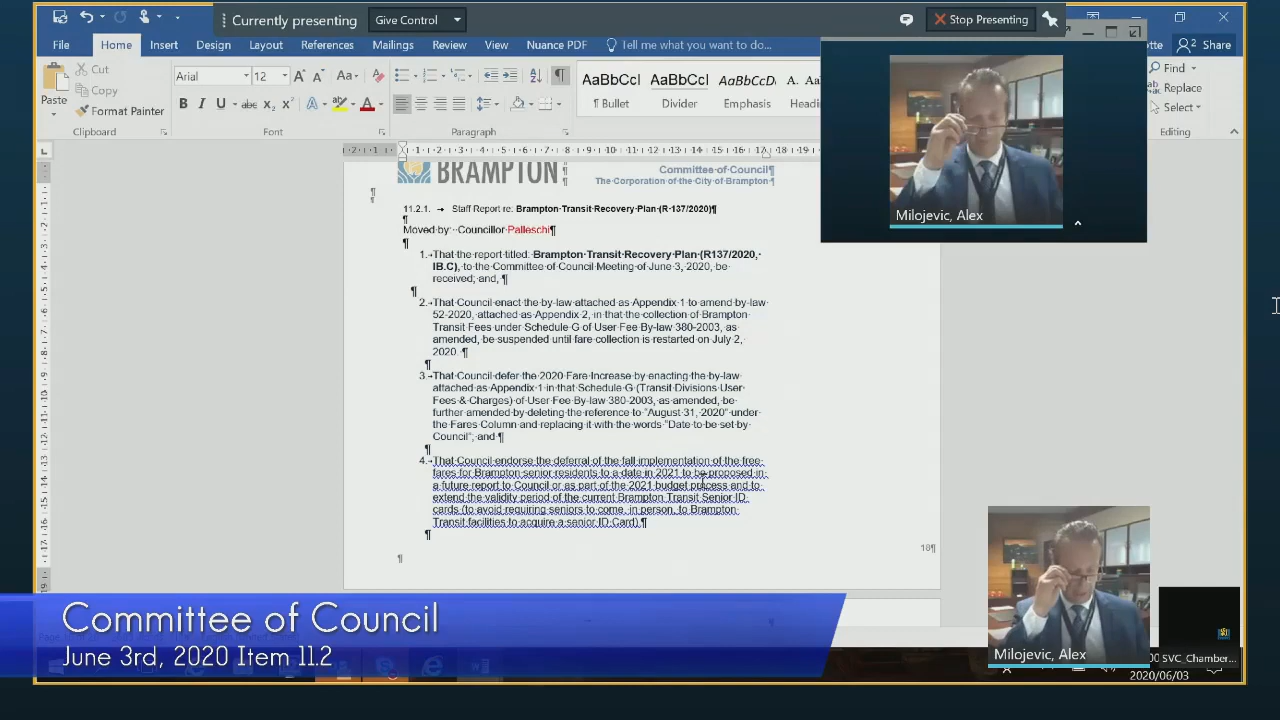 Currently presenting
Give Control
Stop Presenting
File
Home
Insert
Design
Layout
References
Mailings
Review
View
Nuance PDF
Tell me what you want to do...
Share
Paste
Cut
Copy
Format Painter
Clipboard
Arial
12
Font
Paragraph
AaBbCcI
AaBbCcI
AaBbCcD
¶ Bullet
Divider
Emphasis
Find
Replace
Select
Editing
BRAMPTON
Committee of Council¶
The Corporation of the City of Brampton
11.2.1. → Staff Report re: Brampton Transit Recovery Plan (R 137/2020)¶
Moved by: Councillor Palleschi¶
1. That the report titled: Brampton Transit Recovery Plan (R137/2020,
IB.C), to the Committee of Council Meeting of June 3, 2020, be
received; and, ¶
2. That Council enact the by-law attached as Appendix 1 to amend by-law
52-2020, attached as Appendix 2, in that the collection of Brampton
Transit Fees under Schedule G of User Fee By-law 380-2003, as
amended, be suspended until fare collection is restarted on July 2,
2020. ¶
3. That Council defer the 2020 Fare Increase by enacting the by-law
attached as Appendix 1 in that Schedule G (Transit Divisions User
Fees & Charges) of User Fee By-law 380-2003, as amended, be
further amended by deleting the reference to "August 31, 2020" under
the Fares Column and replacing it with the words "Date to be set by
Council"; and ¶
4. That Council endorse the deferral of the fall implementation of the free
fares for Brampton senior residents to a date in 2021 to be proposed in
a future report to Council or as part of the 2021 budget process and to
extend the validity period of the current Brampton Transit Senior ID
cards (to avoid requiring seniors to come, in person, to Brampton
Transit facilities to acquire a senior ID Card).¶
18¶
Milojevic, Alex
Milojevic, Alex
SVC_Chamber...
2020/06/03
Committee of Council
June 3rd, 2020 Item 11.2